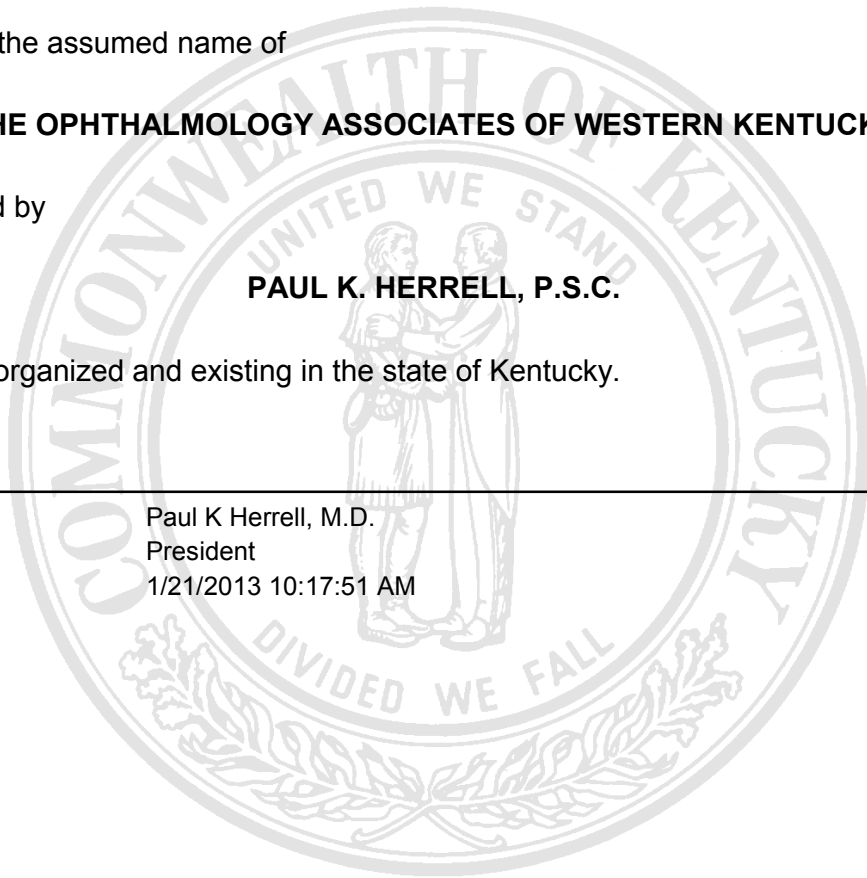 the assumed name of
HE OPHTHALMOLOGY ASSOCIATES OF WESTERN KENTUCK
d by
PAUL K. HERRELL, P.S.C.
organized and existing in the state of Kentucky.
Paul K Herrell, M.D.
President
1/21/2013 10:17:51 AM
COMMONWEALTH OF KENTUCKY
UNITED WE STAND
DIVIDED WE FALL